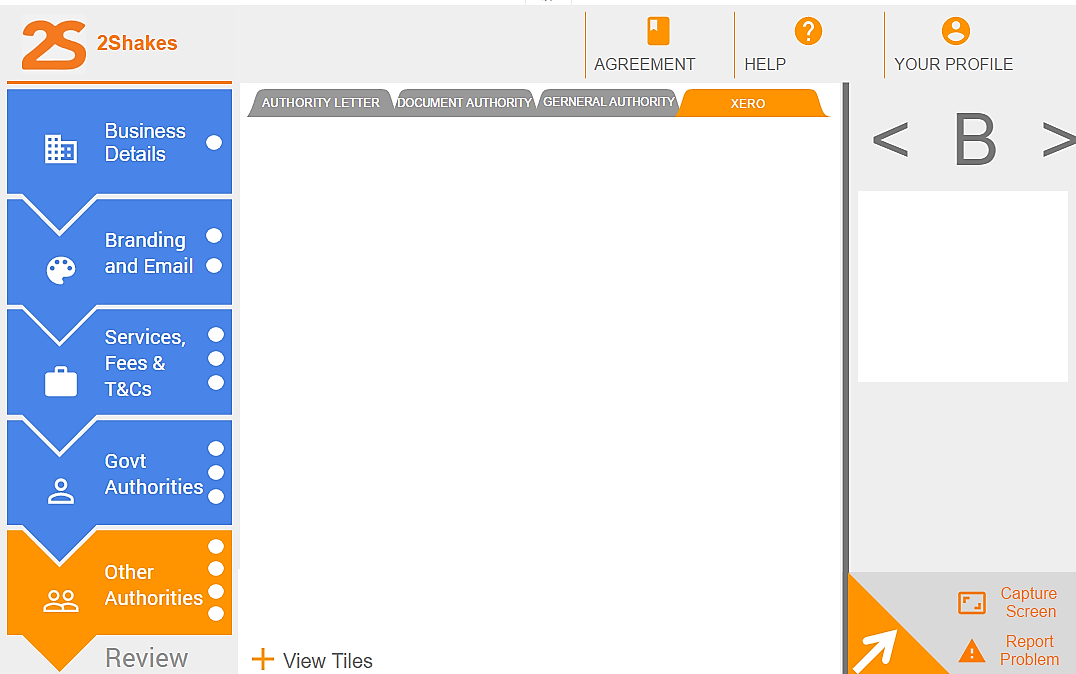 2S 2Shakes
AGREEMENT
HELP
YOUR PROFILE
AUTHORITY LETTER
DOCUMENT AUTHORITY
GERNERAL AUTHORITY
XERO
< B >
Business
Details
Branding
and Email
Services,
Fees &
T&Cs
Govt
Authorities
Other
Authorities
Review
View Tiles
Capture
Screen
Report
Problem